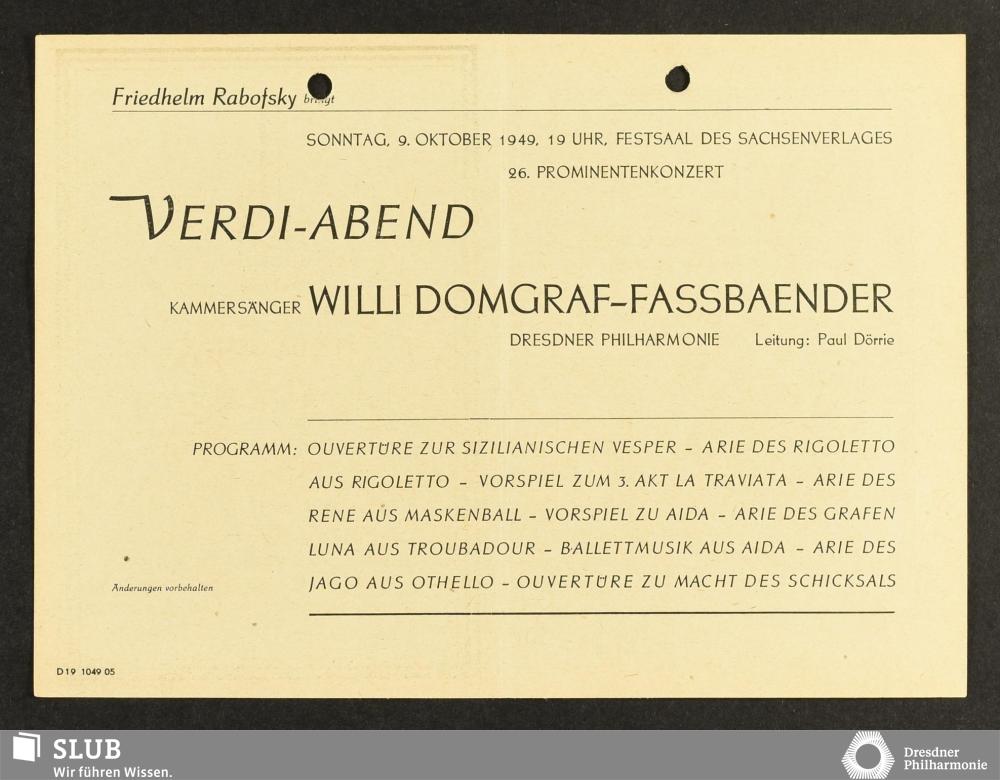 Friedhelm Rabofsky bringt
SONNTAG, 9. OKTOBER 1949, 19 UHR, FESTSAAL DES SACHSENVERLAGES
26. PROMINENTENKONZERT
VERDI-ABEND
KAMMERSÄNGER WILLI DOMGRAF-FASSBAENDER
DRESDNER PHILHARMONIE Leitung: Paul Dörrie
PROGRAMM: OUVERTÜRE ZUR SIZILIANISCHEN VESPER – ARIE DES RIGOLETTO
AUS RIGOLETTO – VORSPIEL ZUM 3. AKT LA TRAVIATA – ARIE DES
RENE AUS MASKENBALL – VORSPIEL ZU AIDA – ARIE DES GRAFEN
LUNA AUS TROUBADOUR – BALLETTMUSIK AUS AIDA – ARIE DES
JAGO AUS OTHELLO – OUVERTÜRE ZU MACHT DES SCHICKSALS
Änderungen vorbehalten
D19 1049 05
SLUB
Wir führen Wissen.
Dresdner
Philharmonie